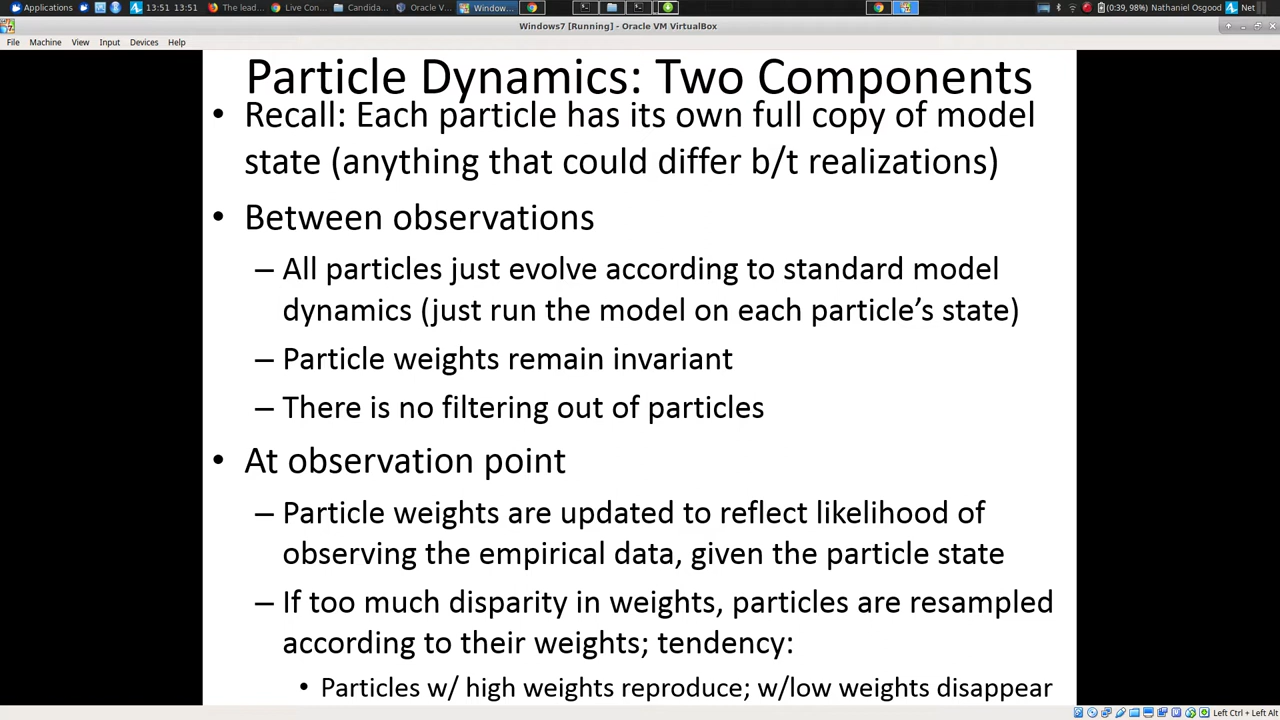 Applications 13:51 13:51 The lead... Live Con... Candida... Oracle V... Window... (0:39, 98%) Nathaniel Osgood Net
Windows7 [Running] - Oracle VM VirtualBox
File Machine View Input Devices Help
Particle Dynamics: Two Components
• Recall: Each particle has its own full copy of model
state (anything that could differ b/t realizations)
• Between observations
– All particles just evolve according to standard model
dynamics (just run the model on each particle’s state)
– Particle weights remain invariant
– There is no filtering out of particles
• At observation point
– Particle weights are updated to reflect likelihood of
observing the empirical data, given the particle state
– If too much disparity in weights, particles are resampled
according to their weights; tendency:
• Particles w/ high weights reproduce; w/low weights disappear
Left Ctrl + Left Alt